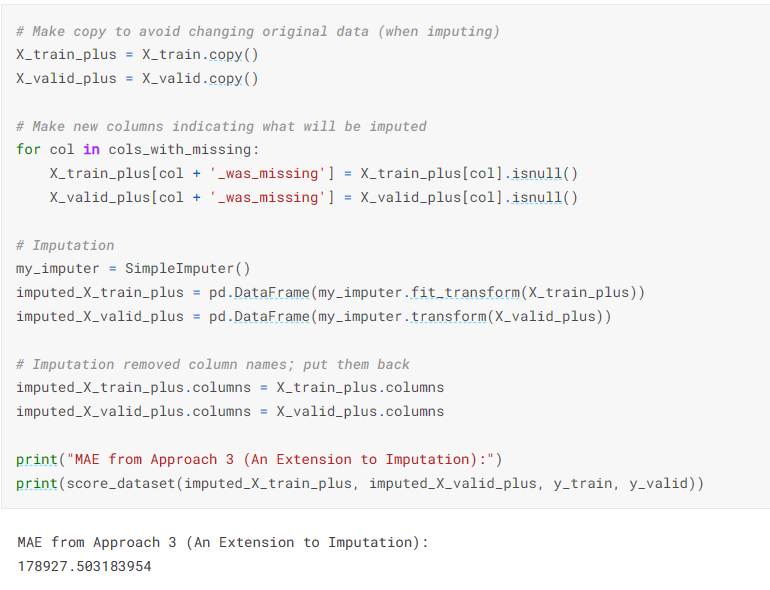 # Make copy to avoid changing original data (when imputing)
X_train_plus = X_train.copy()
X_valid_plus = X_valid.copy()

# Make new columns indicating what will be imputed
for col in cols_with_missing:
    X_train_plus[col + '_was_missing'] = X_train_plus[col].isnull()
    X_valid_plus[col + '_was_missing'] = X_valid_plus[col].isnull()

# Imputation
my_imputer = SimpleImputer()
imputed_X_train_plus = pd.DataFrame(my_imputer.fit_transform(X_train_plus))
imputed_X_valid_plus = pd.DataFrame(my_imputer.transform(X_valid_plus))

# Imputation removed column names; put them back
imputed_X_train_plus.columns = X_train_plus.columns
imputed_X_valid_plus.columns = X_valid_plus.columns

print("MAE from Approach 3 (An Extension to Imputation):")
print(score_dataset(imputed_X_train_plus, imputed_X_valid_plus, y_train, y_valid))

MAE from Approach 3 (An Extension to Imputation):
178927.503183954